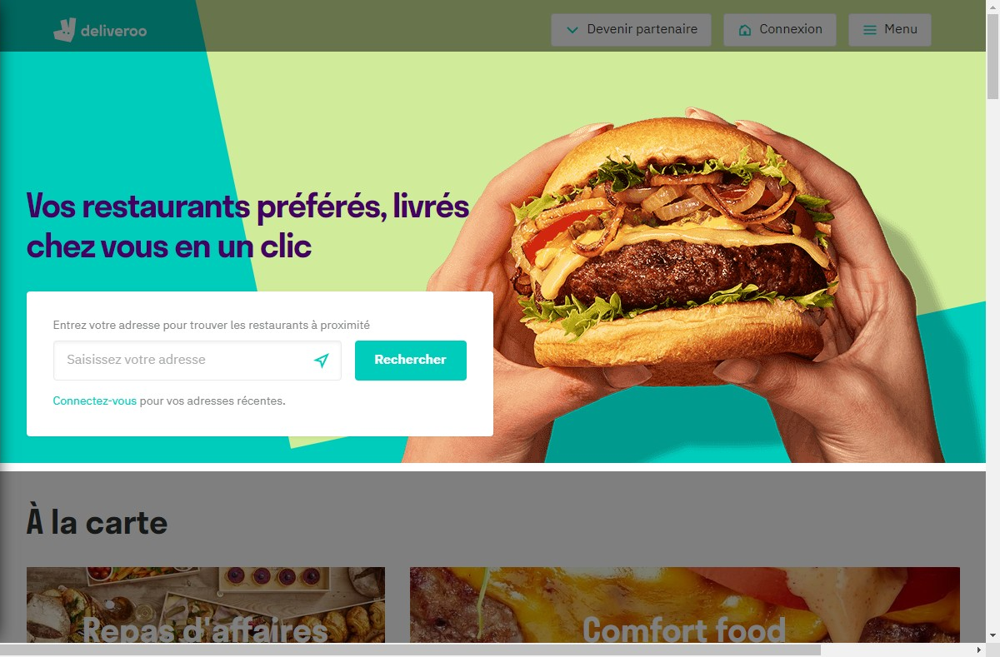 deliveroo
Devenir partenaire
Connexion
Menu
Vos restaurants préférés, livrés
chez vous en un clic
Entrez votre adresse pour trouver les restaurants à proximité
Saisissez votre adresse
Rechercher
Connectez-vous pour vos adresses récentes.
À la carte
Repas d'affaires
Comfort food